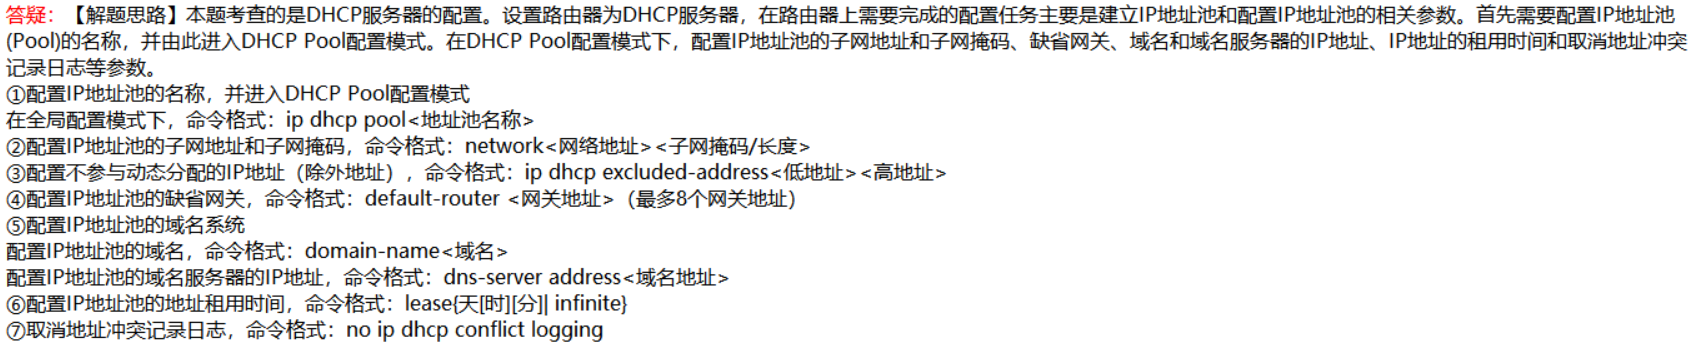 答疑：【解题思路】本题考查的是DHCP服务器的配置。设置路由器为DHCP服务器，在路由器上需要完成的配置任务主要是建立IP地址池和配置IP地址池的相关参数。首先需要配置IP地址池
(Pool)的名称，并由此进入DHCP Pool配置模式。在DHCP Pool配置模式下，配置IP地址池的子网地址和子网掩码、缺省网关、域名和域名服务器的IP地址、IP地址的租用时间和取消地址冲突
记录日志等参数。
①配置IP地址池的名称，并进入DHCP Pool配置模式
在全局配置模式下，命令格式：ip dhcp pool<地址池名称>
②配置IP地址池的子网地址和子网掩码，命令格式：network<网络地址><子网掩码/长度>
③配置不参与动态分配的IP地址（除外地址），命令格式：ip dhcp excluded-address<低地址><高地址>
④配置IP地址池的缺省网关，命令格式：default-router <网关地址>（最多8个网关地址）
⑤配置IP地址池的域名系统
配置IP地址池的域名，命令格式：domain-name<域名>
配置IP地址池的域名服务器的IP地址，命令格式：dns-server address<域名地址>
⑥配置IP地址池的地址租用时间，命令格式：lease{天[时][分]| infinite}
⑦取消地址冲突记录日志，命令格式：no ip dhcp conflict logging